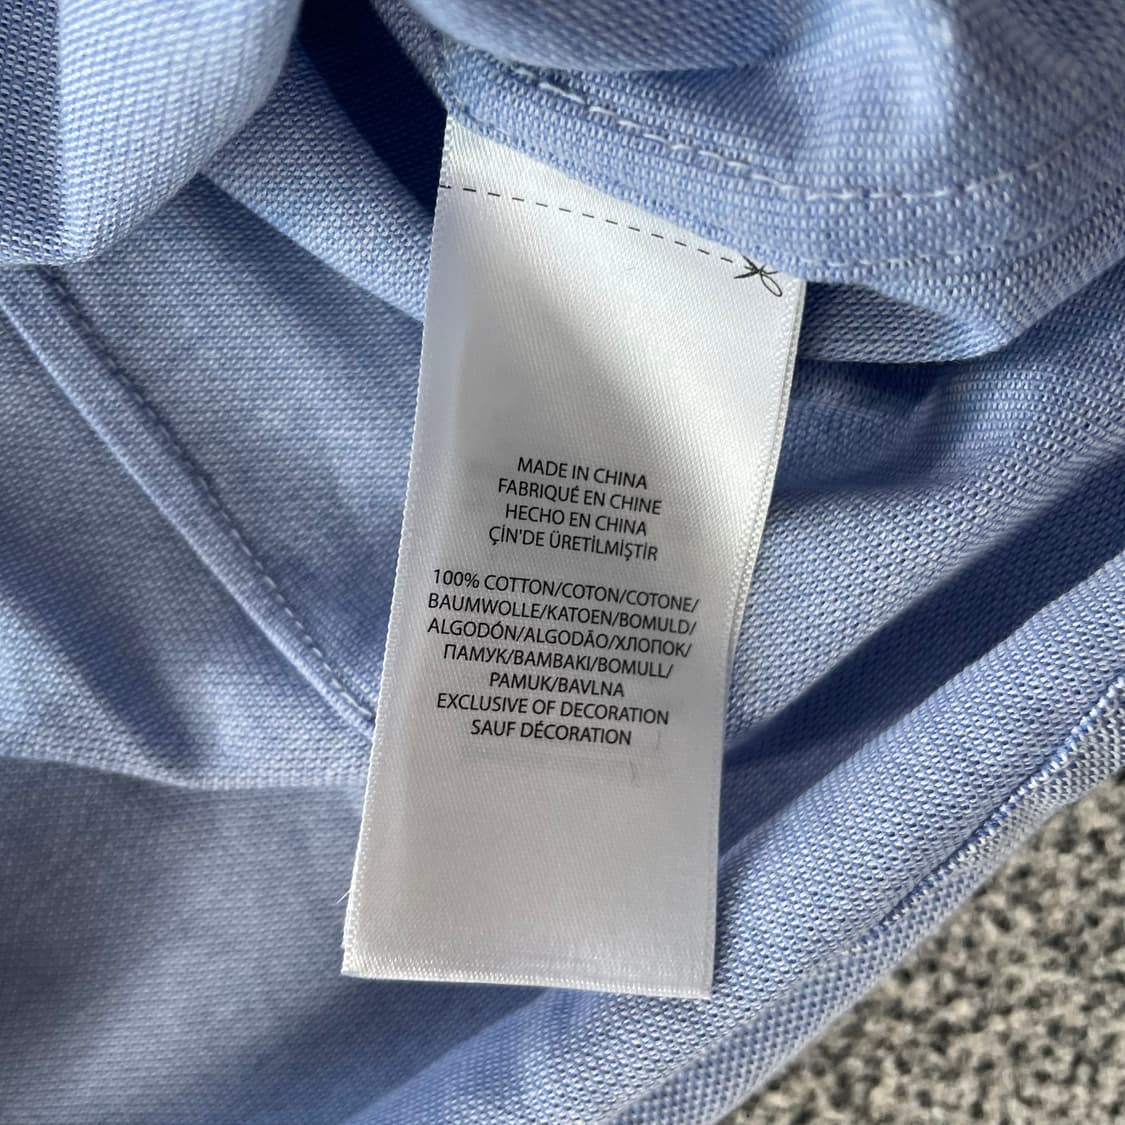 MADE IN CHINA
FABRIQUÉ EN CHINE
HECHO EN CHINA
ÇİN'DE ÜRETİLMİŞTİR
100% COTTON/COTON/COTONE/
BAUMWOLLE/KATOEN/BOMULD/
ALGODÓN/ALGODÃO/ХЛОПОК/
ПАМУК/BAMBAKI/BOMULL/
PAMUK/BAVLNA
EXCLUSIVE OF DECORATION
SAUF DÉCORATION